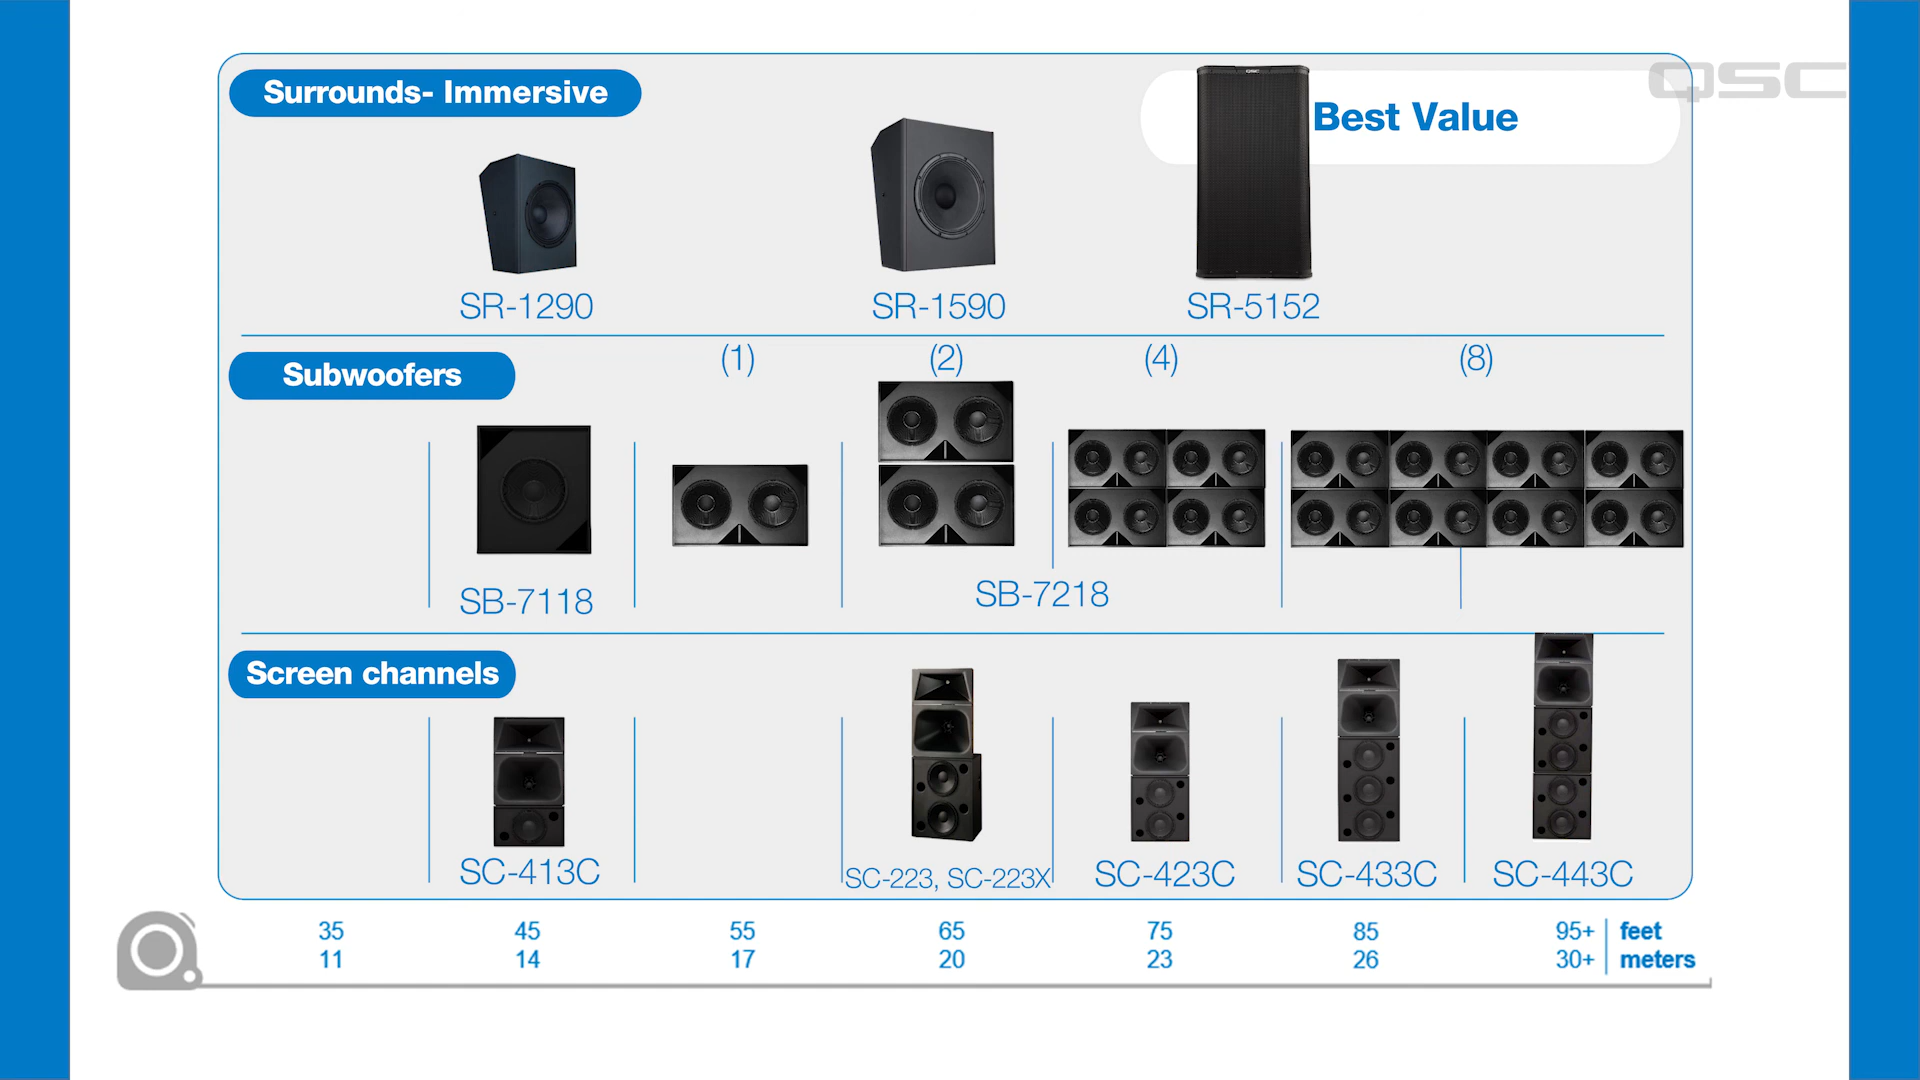 QSC
Surrounds- Immersive
Best Value
SR-1290
SR-1590
SR-5152
(1)
(2)
(4)
(8)
Subwoofers
SB-7118
SB-7218
Screen channels
SC-413C
SC-223, SC-223X
SC-423C
SC-433C
SC-443C
35 45 55 65 75 85 95+ feet
11 14 17 20 23 26 30+ meters